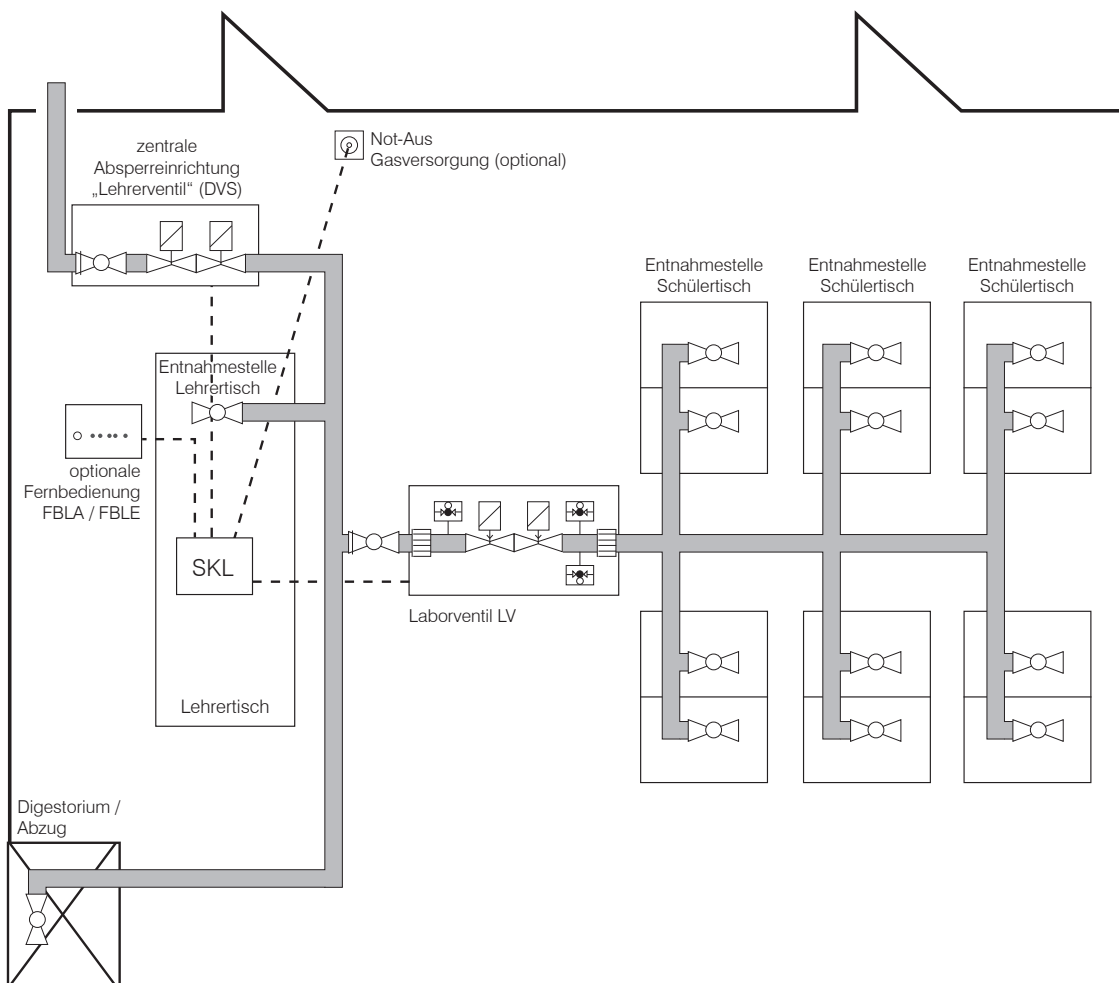 zentrale
Absperreinrichtung
„Lehrerventil“ (DVS)
Not-Aus
Gasversorgung (optional)
Entnahmestelle
Schülertisch
Entnahmestelle
Schülertisch
Entnahmestelle
Schülertisch
Entnahmestelle
Lehrertisch
optionale
Fernbedienung
FBLA / FBLE
SKL
Laborventil LV
Lehrertisch
Digestorium /
Abzug